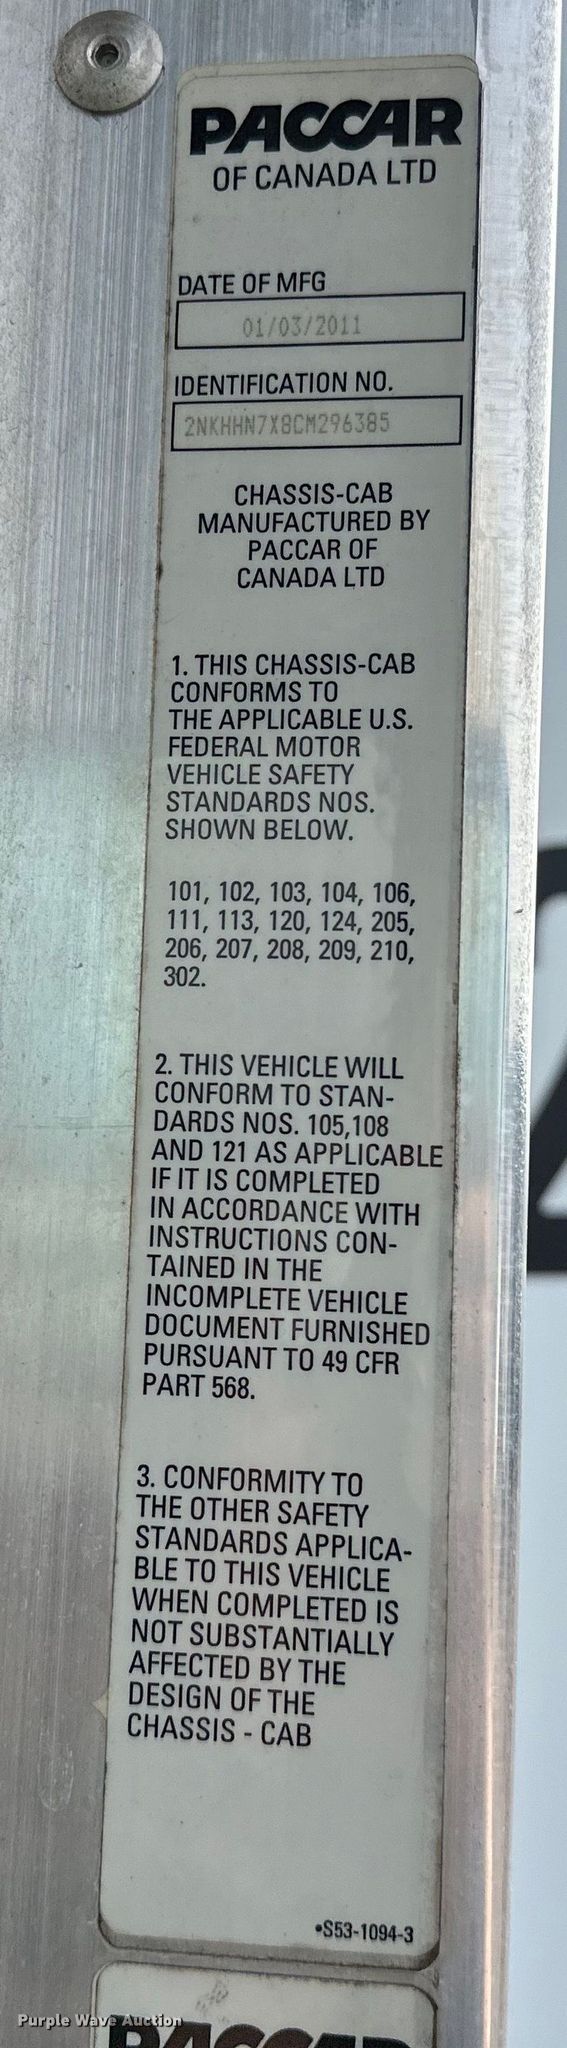 PACCAR
OF CANADA LTD
DATE OF MFG
01/03/2011
IDENTIFICATION NO.
2NKHHN7X8CM296385
CHASSIS-CAB
MANUFACTURED BY
PACCAR OF
CANADA LTD
1. THIS CHASSIS-CAB
CONFORMS TO
THE APPLICABLE U.S.
FEDERAL MOTOR
VEHICLE SAFETY
STANDARDS NOS.
SHOWN BELOW.
101, 102, 103, 104, 106,
111, 113, 120, 124, 205,
206, 207, 208, 209, 210,
302.
2. THIS VEHICLE WILL
CONFORM TO STAN-
DARDS NOS. 105,108
AND 121 AS APPLICABLE
IF IT IS COMPLETED
IN ACCORDANCE WITH
INSTRUCTIONS CON-
TAINED IN THE
INCOMPLETE VEHICLE
DOCUMENT FURNISHED
PURSUANT TO 49 CFR
PART 568.
3. CONFORMITY TO
THE OTHER SAFETY
STANDARDS APPLICA-
BLE TO THIS VEHICLE
WHEN COMPLETED IS
NOT SUBSTANTIALLY
AFFECTED BY THE
DESIGN OF THE
CHASSIS - CAB
•S53-1094-3
PACCAR
Purple Wave Auction